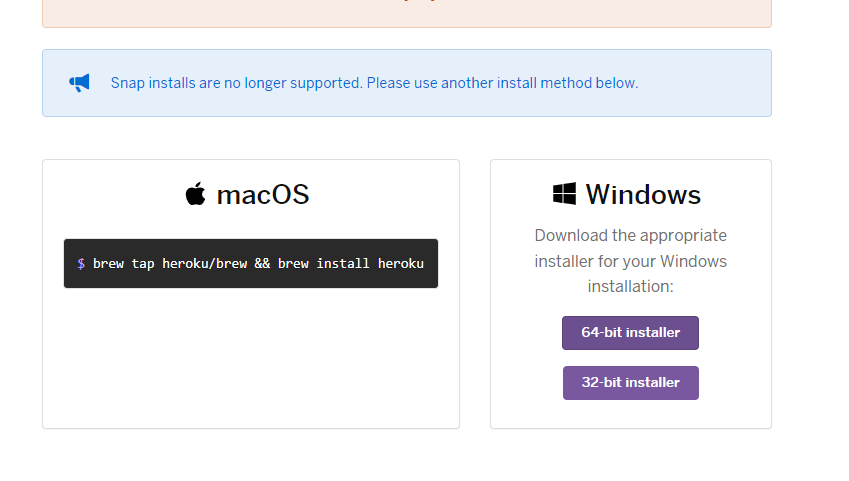 Snap installs are no longer supported. Please use another install method below.
macOS
$ brew tap heroku/brew && brew install heroku
Windows
Download the appropriate
installer for your Windows
installation:
64-bit installer
32-bit installer